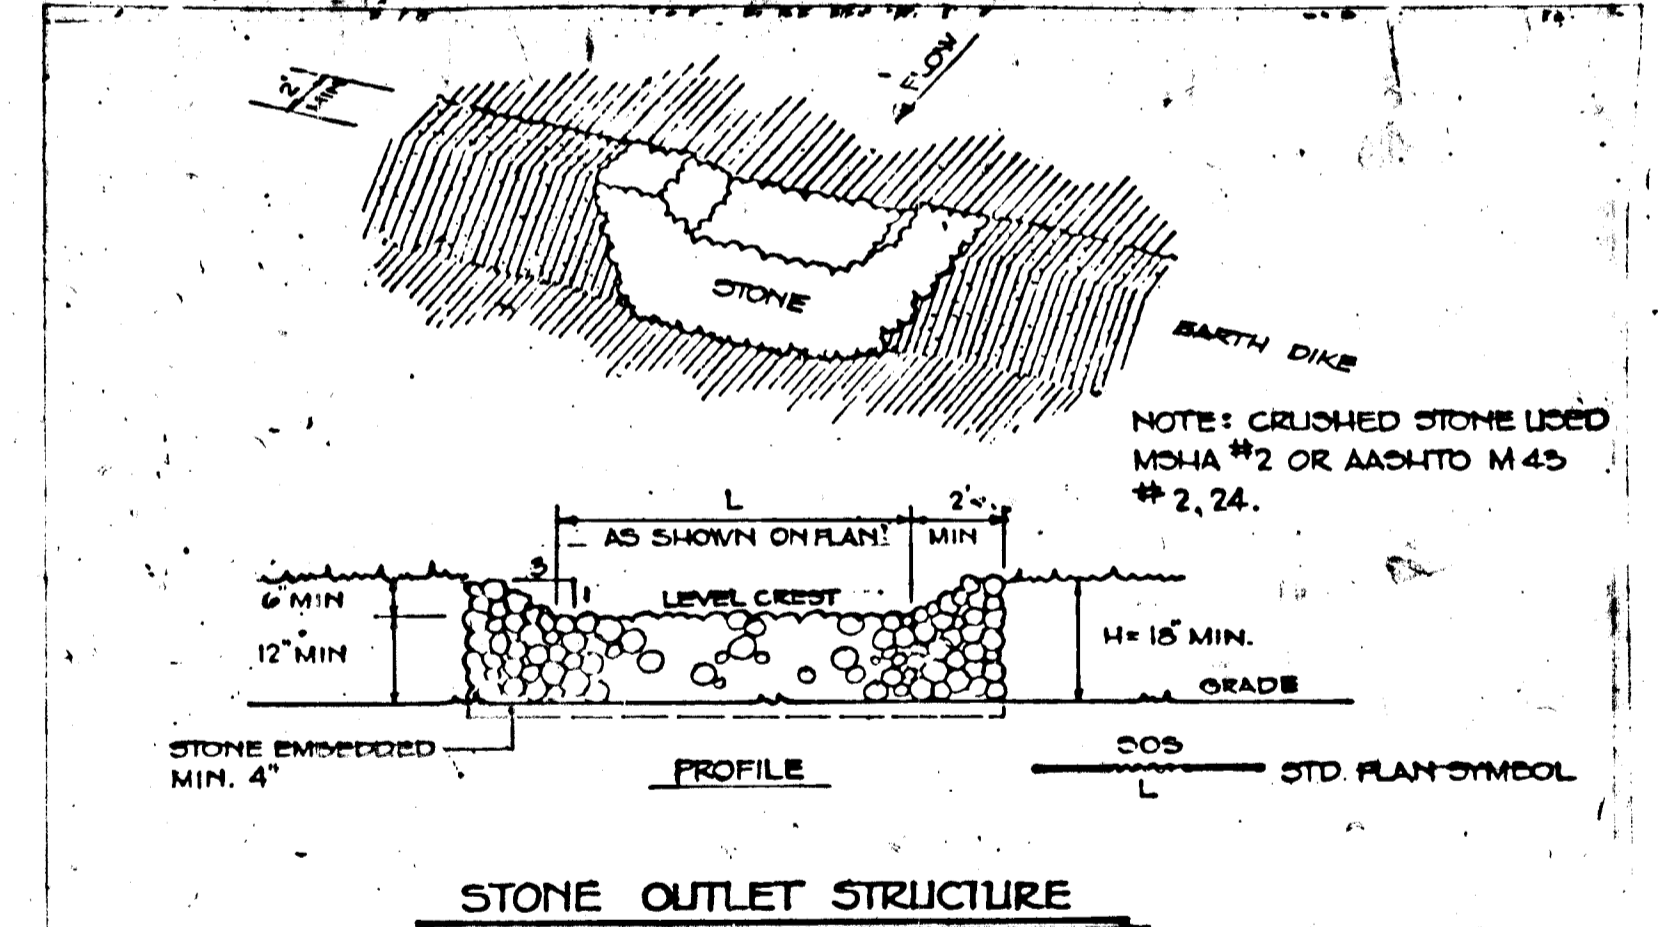 2' MIN
FLOW
STONE
EARTH DIKE
NOTE: CRUSHED STONE USED
MSHA #2 OR AASHTO M 43
# 2, 24.
L
2'
AS SHOWN ON PLAN
MIN
3
1
6" MIN
LEVEL CREST
12" MIN
H= 18" MIN.
GRADE
STONE EMBEDDED
MIN. 4"
PROFILE
SOS
STD. PLAN SYMBOL
L
STONE OUTLET STRUCTURE